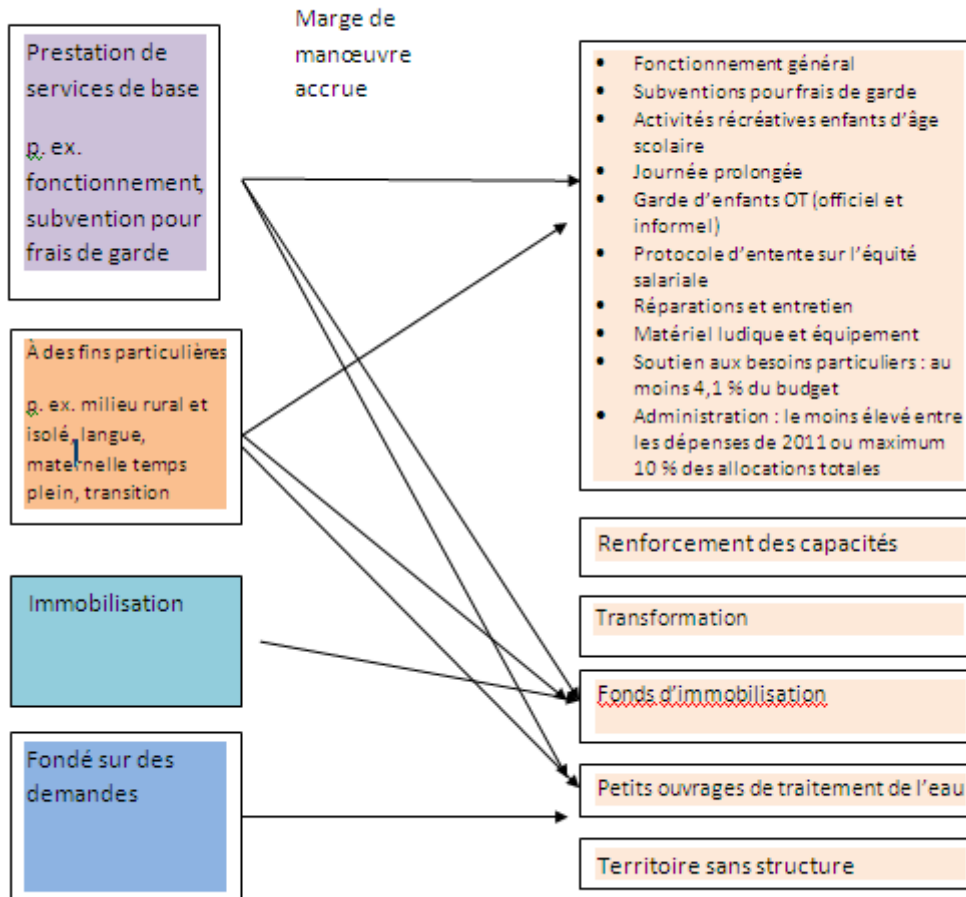 Marge de
manœuvre
accrue
Prestation de
services de base
p. ex.
fonctionnement,
subvention pour
frais de garde
À des fins particulières
p. ex. milieu rural et
isolé, langue,
maternelle temps
plein, transition
Immobilisation
Fondé sur des
demandes
• Fonctionnement général
• Subventions pour frais de garde
• Activités récréatives enfants d'âge
scolaire
• Journée prolongée
• Garde d'enfants OT (officiel et
informel)
• Protocole d'entente sur l'équité
salariale
• Réparations et entretien
• Matériel ludique et équipement
• Soutien aux besoins particuliers : au
moins 4,1 % du budget
• Administration : le moins élevé entre
les dépenses de 2011 ou maximum
10 % des allocations totales
Renforcement des capacités
Transformation
Fonds d'immobilisation
Petits ouvrages de traitement de l'eau
Territoire sans structure